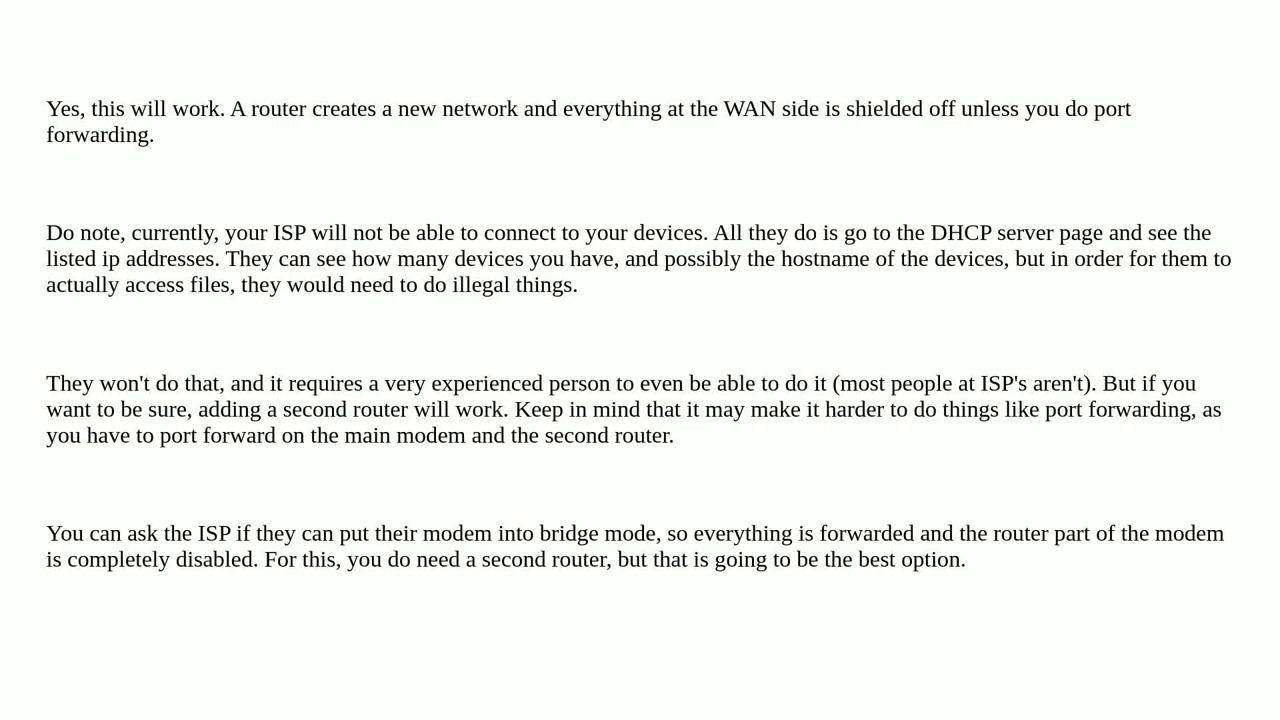 Yes, this will work. A router creates a new network and everything at the WAN side is shielded off unless you do port
forwarding.
Do note, currently, your ISP will not be able to connect to your devices. All they do is go to the DHCP server page and see the
listed ip addresses. They can see how many devices you have, and possibly the hostname of the devices, but in order for them to
actually access files, they would need to do illegal things.
They won't do that, and it requires a very experienced person to even be able to do it (most people at ISP's aren't). But if you
want to be sure, adding a second router will work. Keep in mind that it may make it harder to do things like port forwarding, as
you have to port forward on the main modem and the second router.
You can ask the ISP if they can put their modem into bridge mode, so everything is forwarded and the router part of the modem
is completely disabled. For this, you do need a second router, but that is going to be the best option.